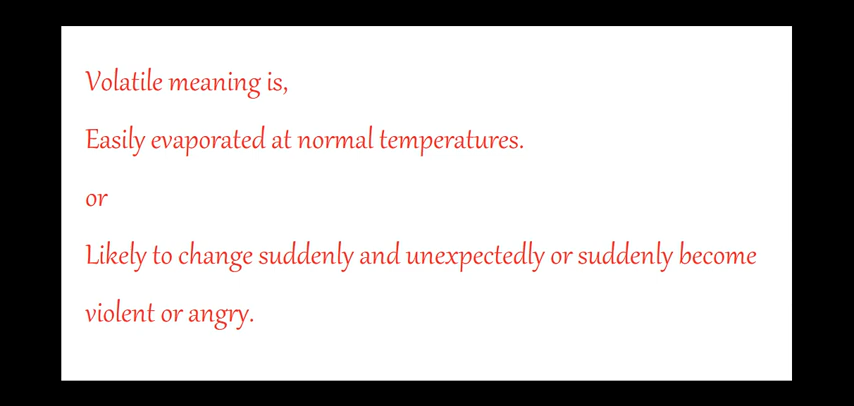 Volatile meaning is,
Easily evaporated at normal temperatures.
or
Likely to change suddenly and unexpectedly or suddenly become
violent or angry.